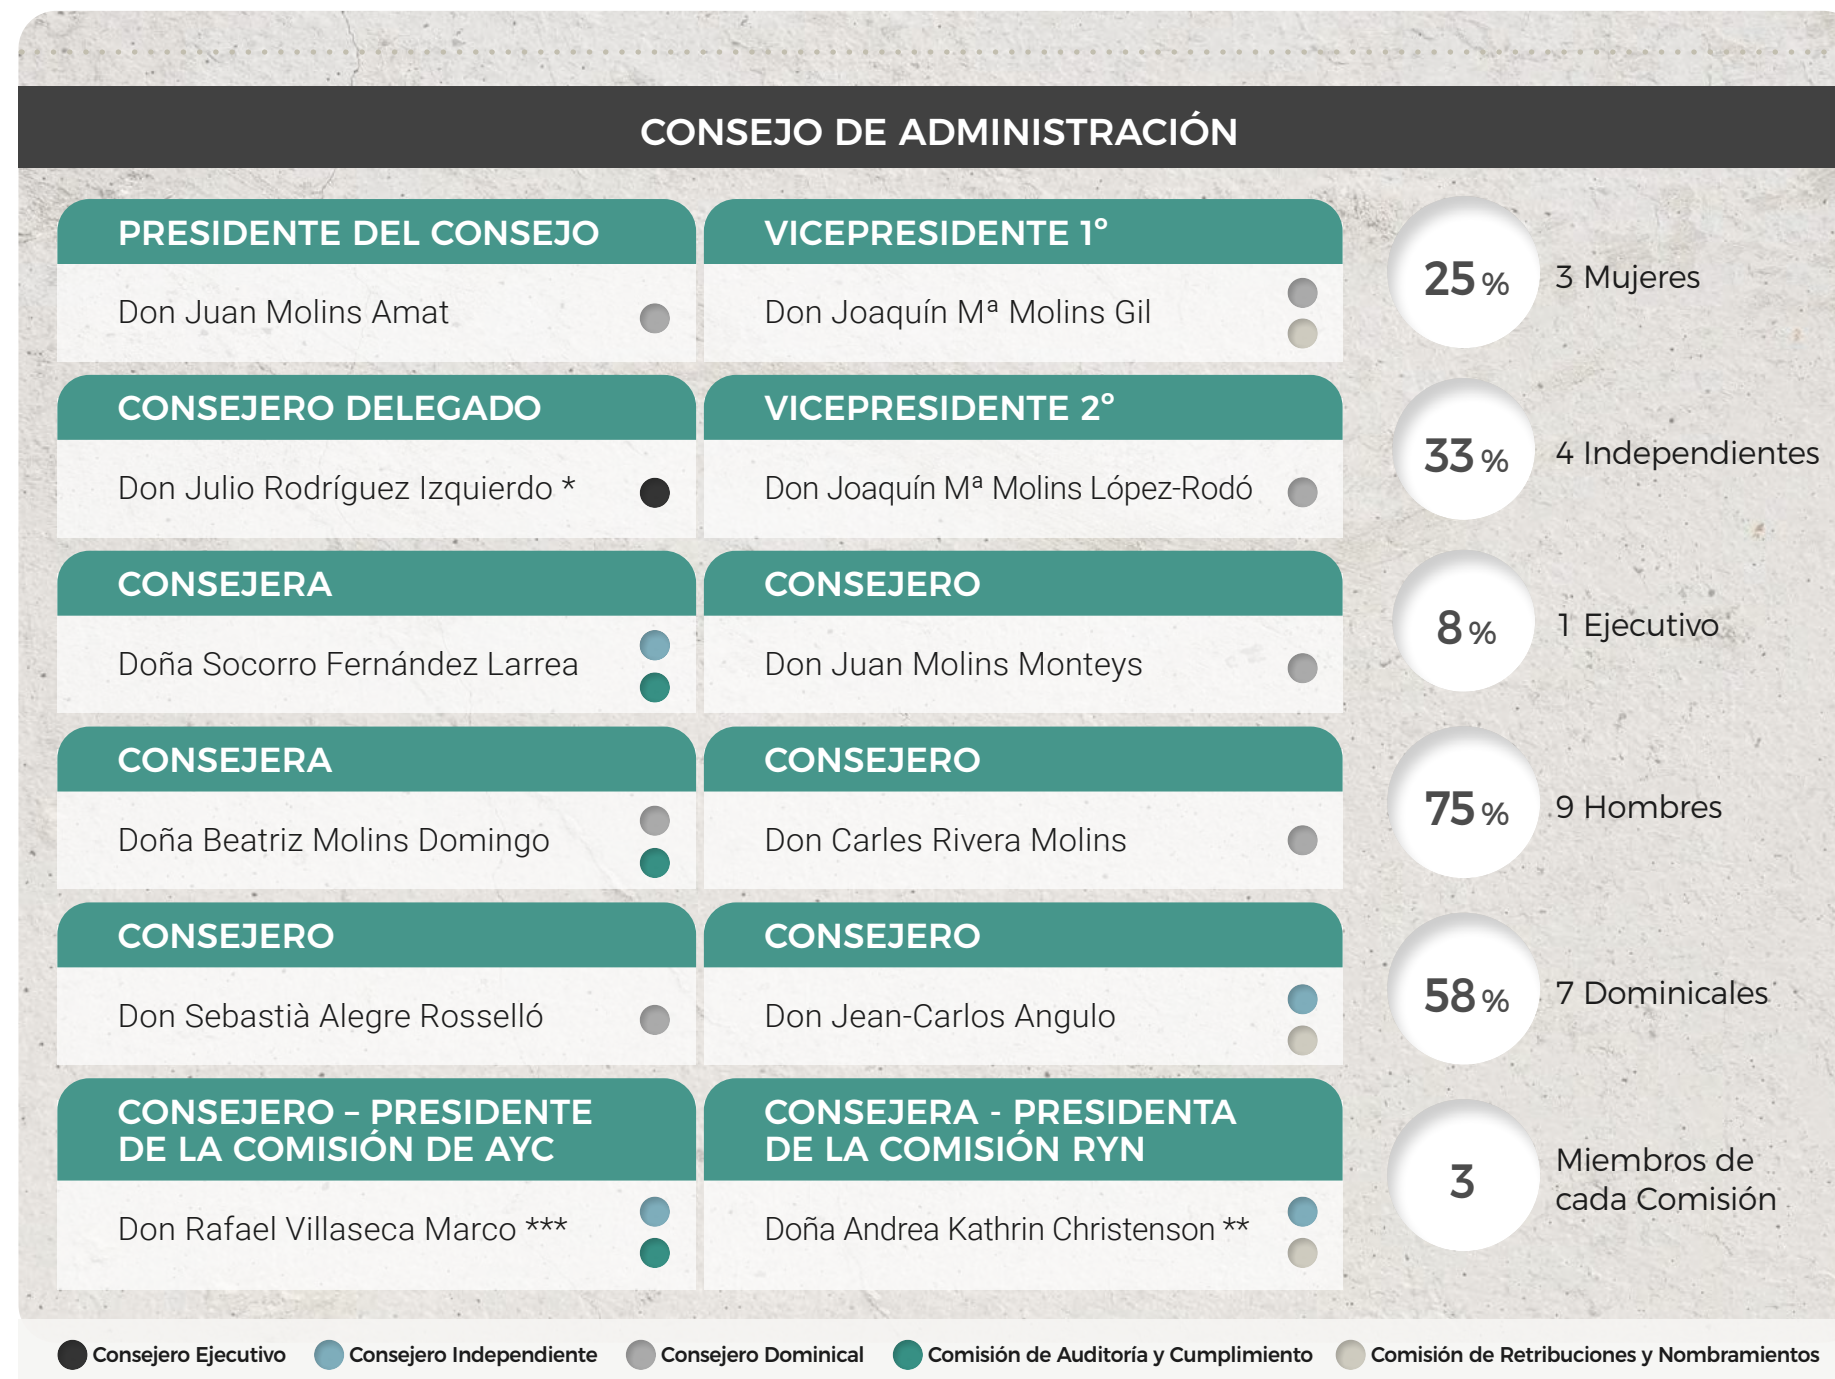 CONSEJO DE ADMINISTRACIÓN
PRESIDENTE DEL CONSEJO
Don Juan Molins Amat
VICEPRESIDENTE 1º
Don Joaquín Mª Molins Gil
CONSEJERO DELEGADO
Don Julio Rodríguez Izquierdo *
VICEPRESIDENTE 2º
Don Joaquín Mª Molins López-Rodó
CONSEJERA
Doña Socorro Fernández Larrea
CONSEJERO
Don Juan Molins Monteys
CONSEJERA
Doña Beatriz Molins Domingo
CONSEJERO
Don Carles Rivera Molins
CONSEJERO
Don Sebastià Alegre Rosselló
CONSEJERO
Don Jean-Carlos Angulo
CONSEJERO – PRESIDENTE
DE LA COMISIÓN DE AYC
Don Rafael Villaseca Marco ***
CONSEJERA - PRESIDENTA
DE LA COMISIÓN RYN
Doña Andrea Kathrin Christenson **
25 % 3 Mujeres
33 % 4 Independientes
8 % 1 Ejecutivo
75 % 9 Hombres
58 % 7 Dominicales
3 Miembros de
cada Comisión
Consejero Ejecutivo Consejero Independiente Consejero Dominical Comisión de Auditoría y Cumplimiento Comisión de Retribuciones y Nombramientos